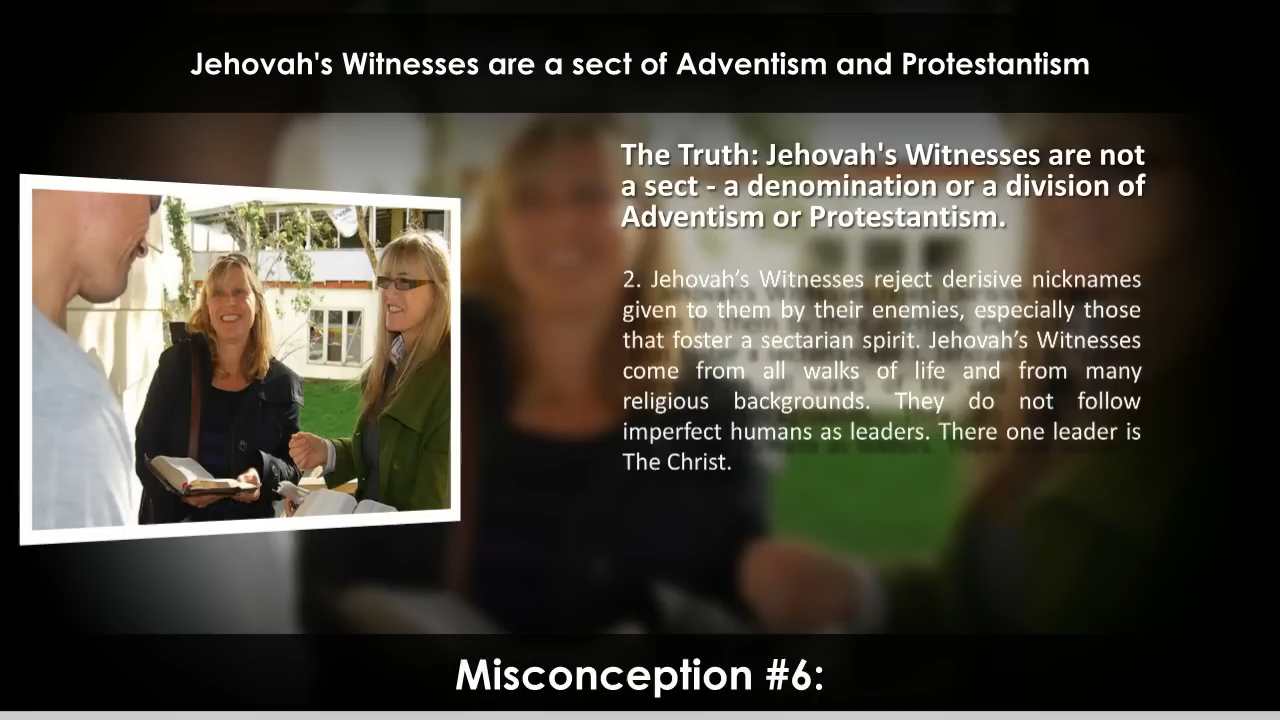 Jehovah's Witnesses are a sect of Adventism and Protestantism
The Truth: Jehovah's Witnesses are not
a sect - a denomination or a division of
Adventism or Protestantism.
2. Jehovah’s Witnesses reject derisive nicknames
given to them by their enemies, especially those
that foster a sectarian spirit. Jehovah’s Witnesses
come from all walks of life and from many
religious backgrounds. They do not follow
imperfect humans as leaders. There one leader is
The Christ.
Misconception #6: